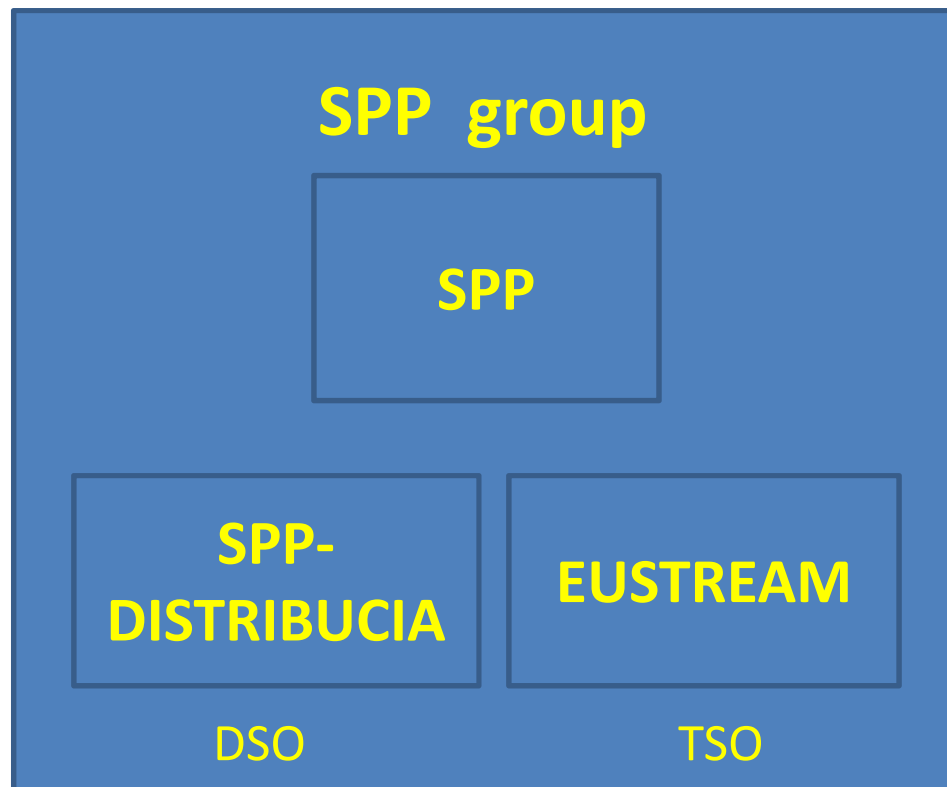 SPP group
SPP
SPP-
DISTRIBUCIA
EUSTREAM
DSO
TSO